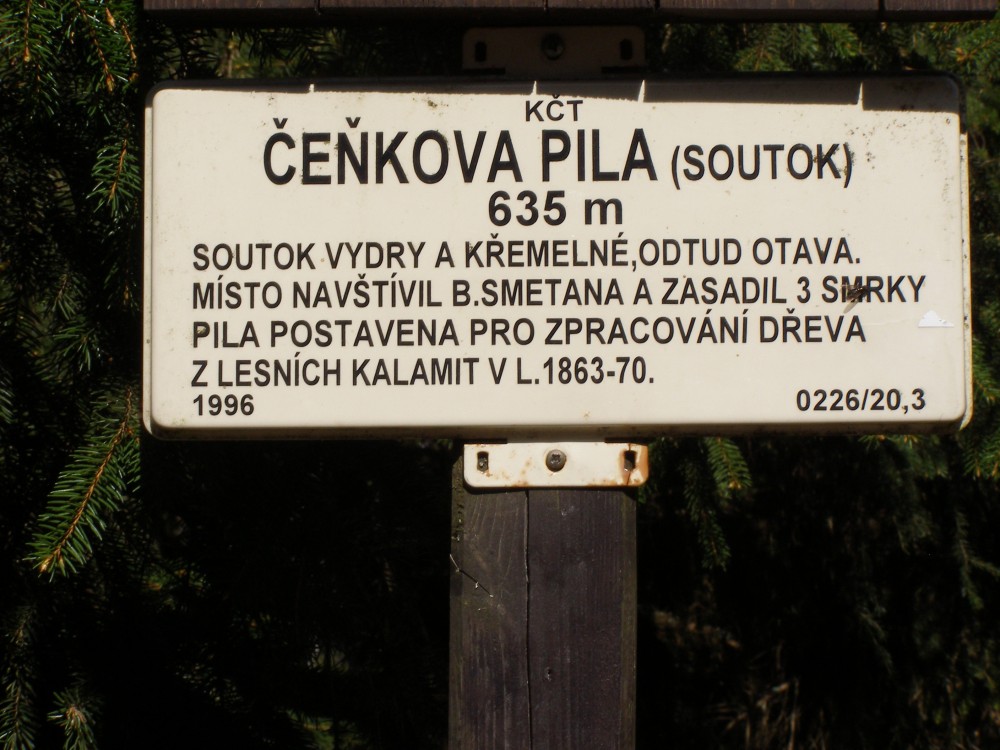 KČT
ČEŇKOVA PILA (SOUTOK)
635 m
SOUTOK VYDRY A KŘEMELNÉ,ODTUD OTAVA.
MÍSTO NAVŠTÍVIL B.SMETANA A ZASADIL 3 SMRKY
PILA POSTAVENA PRO ZPRACOVÁNÍ DŘEVA
Z LESNÍCH KALAMIT V L.1863-70.
1996 0226/20,3